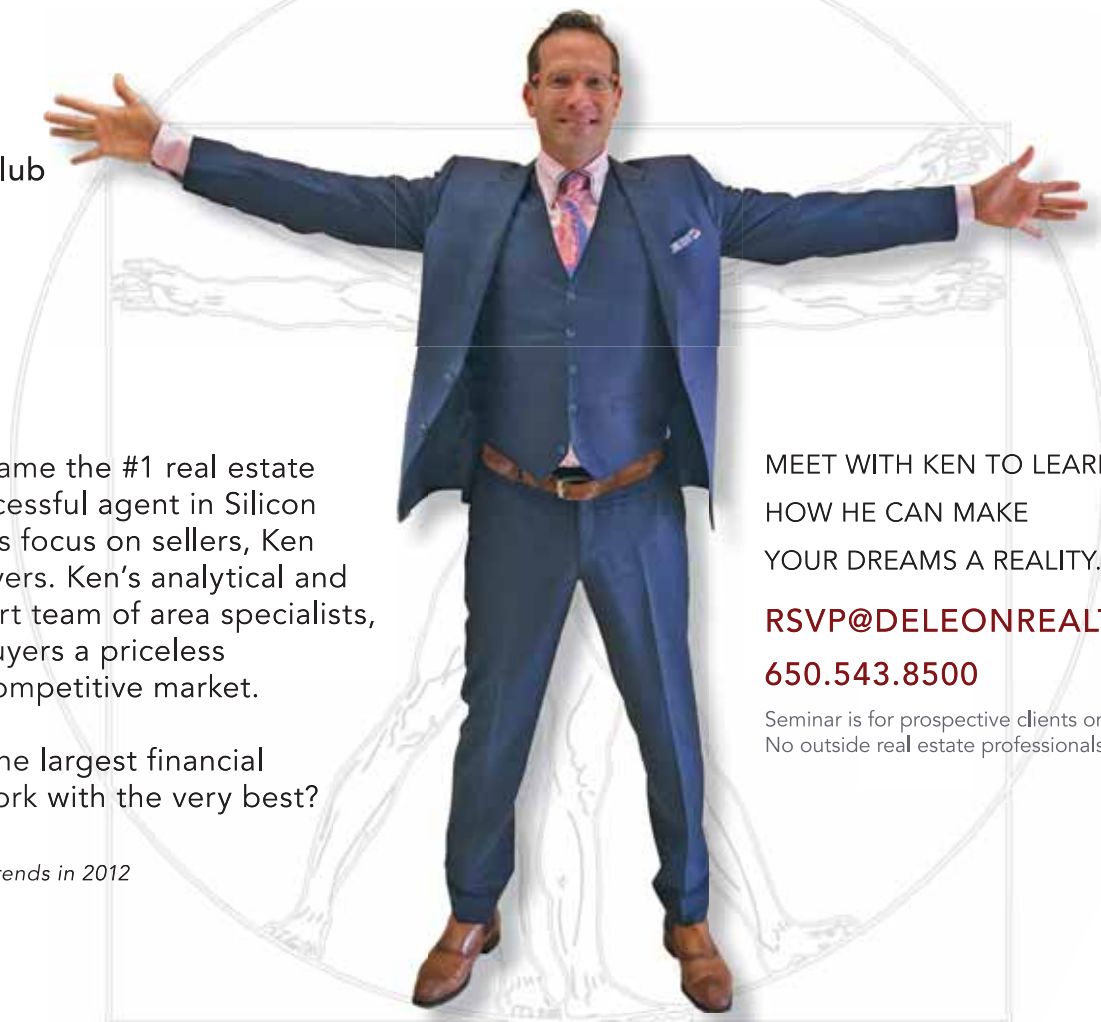 lub
ame the #1 real estate
cessful agent in Silicon
s focus on sellers, Ken
yers. Ken's analytical and
rt team of area specialists,
uyers a priceless
ompetitive market.
he largest financial
ork with the very best?
rends in 2012
MEET WITH KEN TO LEAR
HOW HE CAN MAKE
YOUR DREAMS A REALITY.
RSVP@DELEONREALT
650.543.8500
Seminar is for prospective clients o
No outside real estate professionals